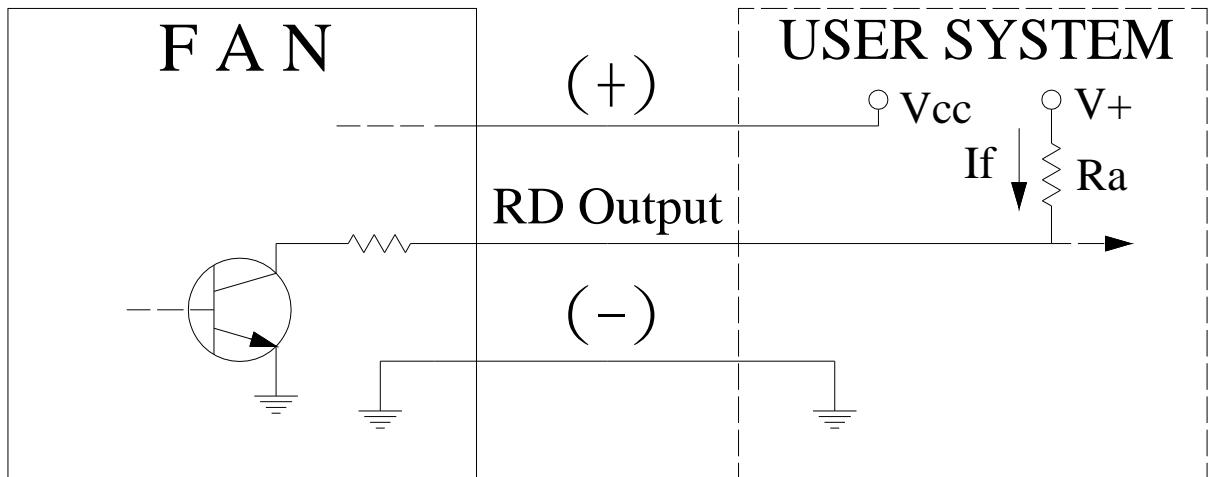 F A N
USER SYSTEM
(+)
Vcc
V+
If
Ra
RD Output
(-)